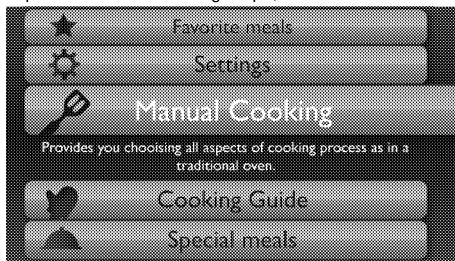 Favorite meals
Settings
Manual Cooking
Provides you choosing all aspects of cooking process as in a
traditional oven.
Cooking Guide
Special meals